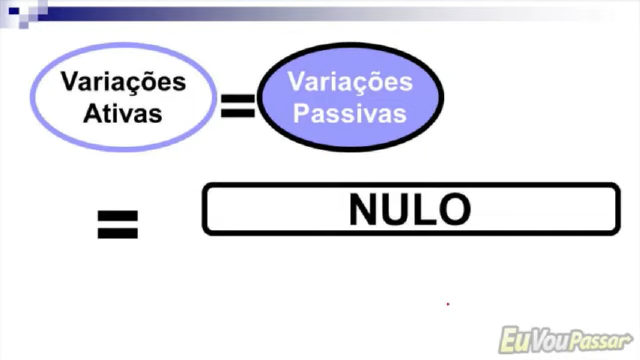 Variações
Ativas
=
Variações
Passivas
=
NULO
EuVouPassar